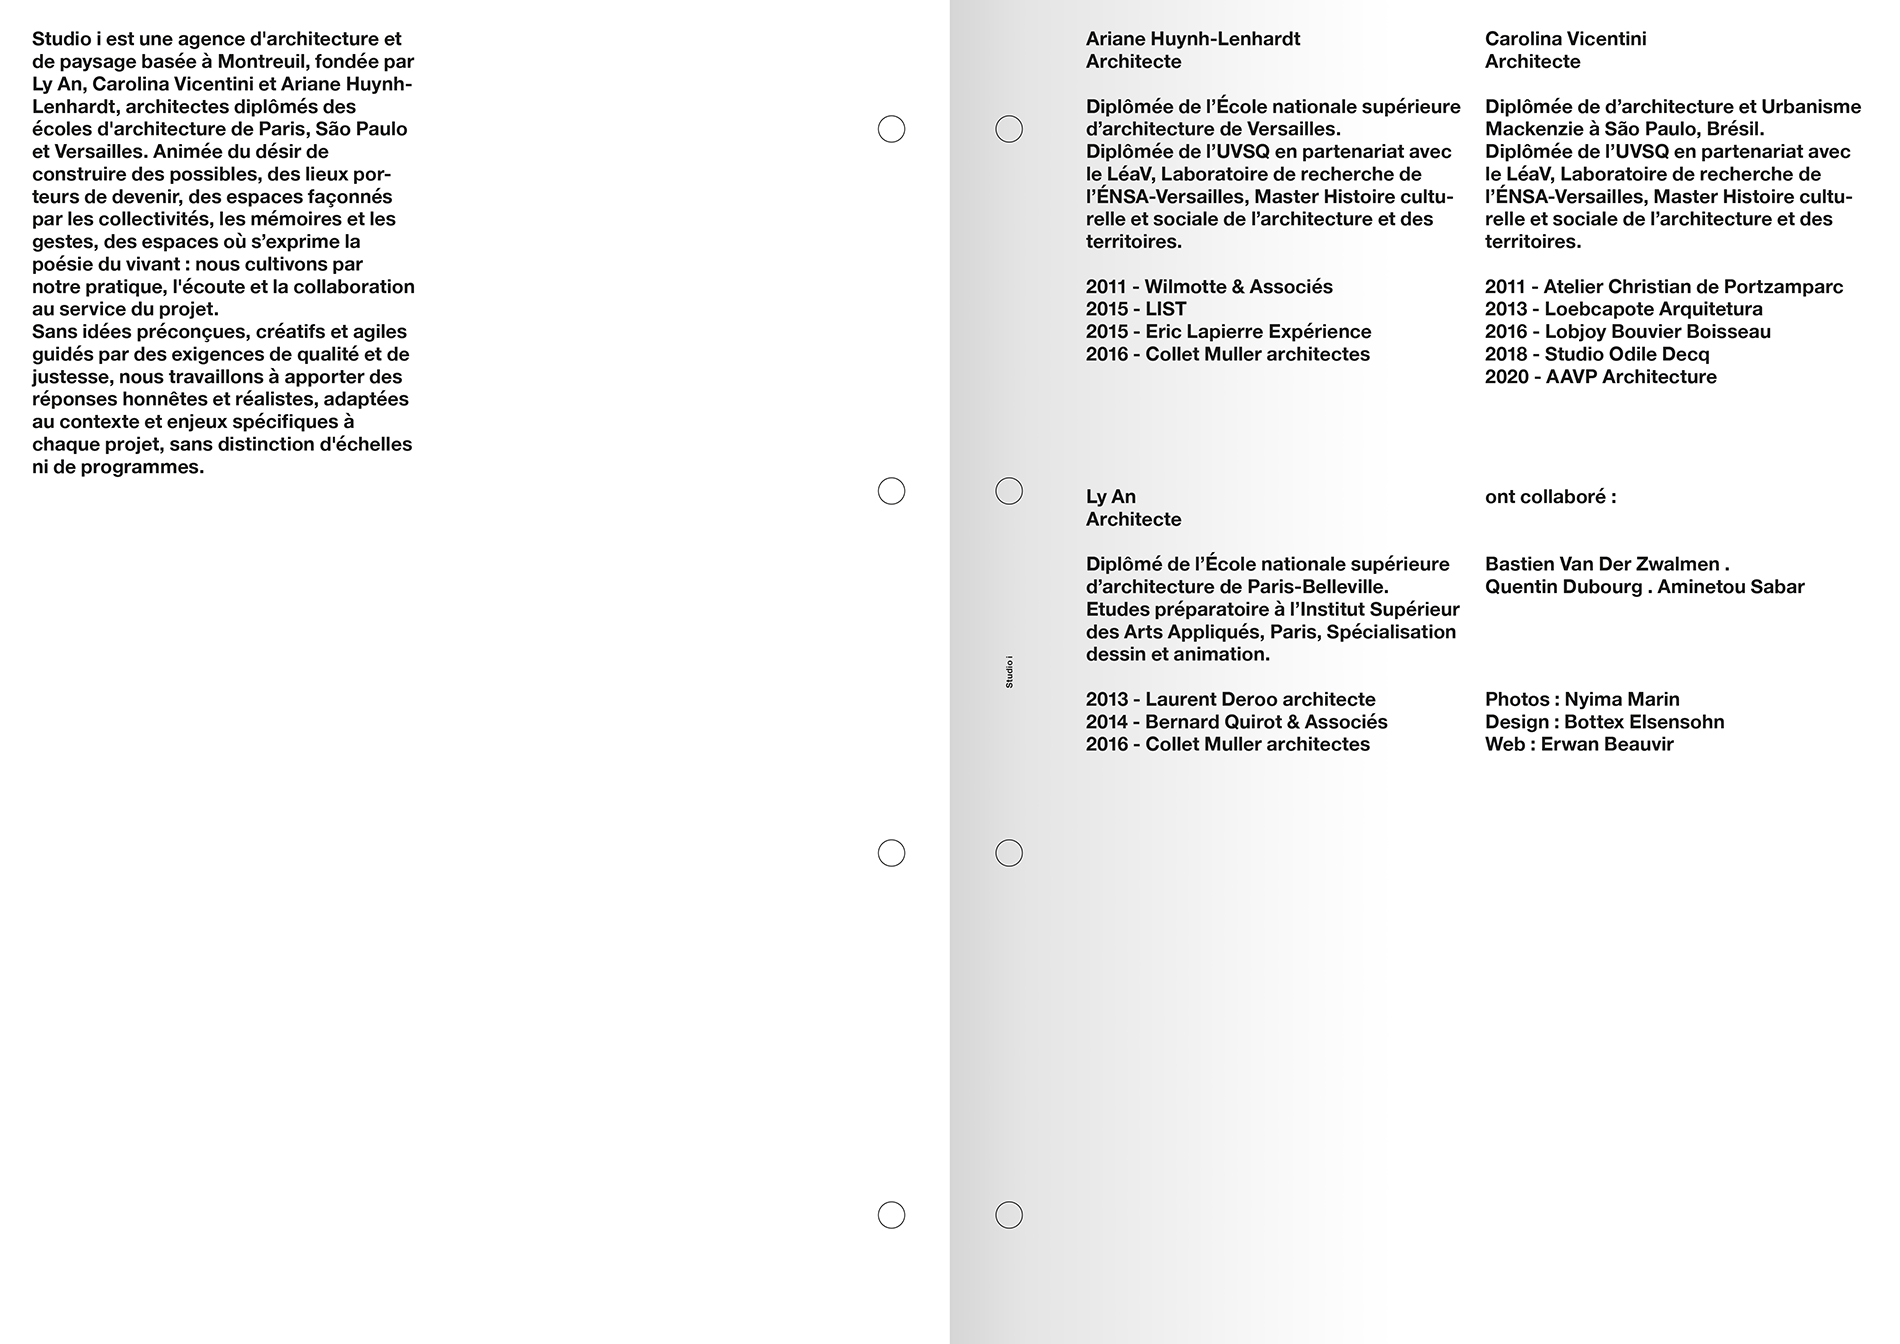 Studio i est une agence d'architecture et
de paysage basée à Montreuil, fondée par
Ly An, Carolina Vicentini et Ariane Huynh-
Lenhardt, architectes diplômés des
écoles d'architecture de Paris, São Paulo
et Versailles. Animée du désir de
construire des possibles, des lieux por-
teurs de devenir, des espaces façonnés
par les collectivités, les mémoires et les
gestes, des espaces où s’exprime la
poésie du vivant : nous cultivons par
notre pratique, l'écoute et la collaboration
au service du projet.
Sans idées préconçues, créatifs et agiles
guidés par des exigences de qualité et de
justesse, nous travaillons à apporter des
réponses honnêtes et réalistes, adaptées
au contexte et enjeux spécifiques à
chaque projet, sans distinction d'échelles
ni de programmes.
Studio i
Ariane Huynh-Lenhardt
Architecte
Diplômée de l’École nationale supérieure
d’architecture de Versailles.
Diplômée de l’UVSQ en partenariat avec
le LéaV, Laboratoire de recherche de
l’ÉNSA-Versailles, Master Histoire cultu-
relle et sociale de l’architecture et des
territoires.
2011 - Wilmotte & Associés
2015 - LIST
2015 - Eric Lapierre Expérience
2016 - Collet Muller architectes
Carolina Vicentini
Architecte
Diplômée de d’architecture et Urbanisme
Mackenzie à São Paulo, Brésil.
Diplômée de l’UVSQ en partenariat avec
le LéaV, Laboratoire de recherche de
l’ÉNSA-Versailles, Master Histoire cultu-
relle et sociale de l’architecture et des
territoires.
2011 - Atelier Christian de Portzamparc
2013 - Loebcapote Arquitetura
2016 - Lobjoy Bouvier Boisseau
2018 - Studio Odile Decq
2020 - AAVP Architecture
Ly An
Architecte
Diplômé de l’École nationale supérieure
d’architecture de Paris-Belleville.
Etudes préparatoire à l’Institut Supérieur
des Arts Appliqués, Paris, Spécialisation
dessin et animation.
2013 - Laurent Deroo architecte
2014 - Bernard Quirot & Associés
2016 - Collet Muller architectes
ont collaboré :
Bastien Van Der Zwalmen .
Quentin Dubourg . Aminetou Sabar
Photos : Nyima Marin
Design : Bottex Elsensohn
Web : Erwan Beauvir